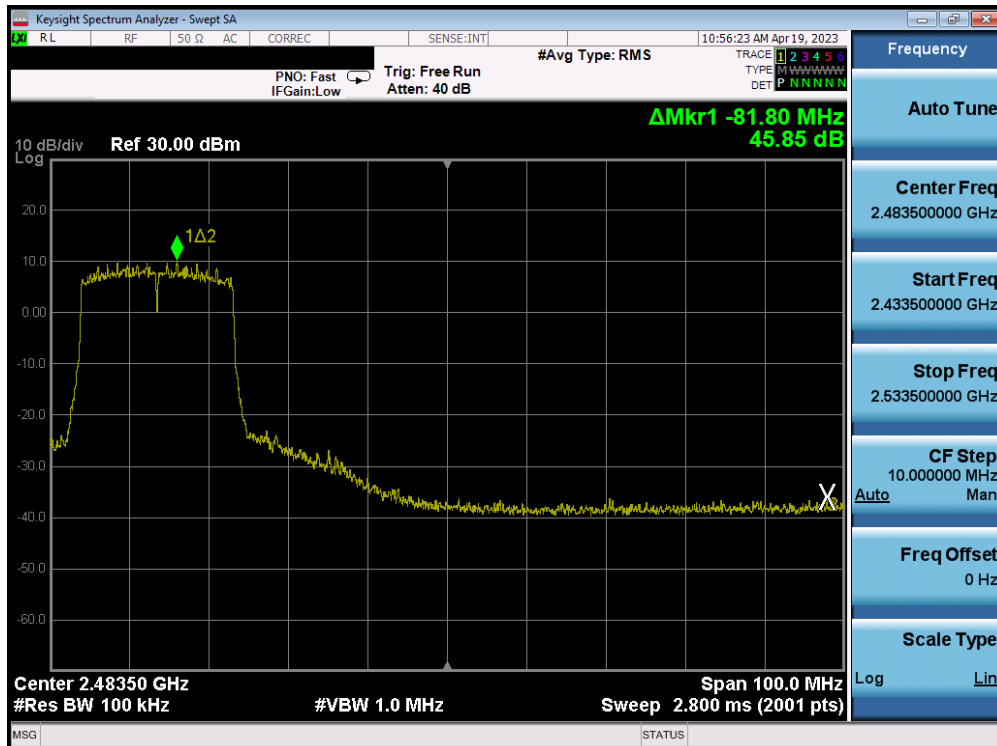 Keysight Spectrum Analyzer - Swept SA
LXI RL RF 50 Ω AC CORREC SENSE:INT 10:56:23 AM Apr 19, 2023
Frequency
#Avg Type: RMS
TRACE 1 2 3 4 5 6
PNO: Fast Trig: Free Run
TYPE M WWWWW
IFGain:Low Atten: 40 dB
DET P N N N N N
Auto Tune
ΔMkr1 -81.80 MHz
45.85 dB
10 dB/div Ref 30.00 dBm
Log
Center Freq
2.483500000 GHz
20.0
1Δ2
10.0
Start Freq
2.433500000 GHz
0.00
-10.0
Stop Freq
2.533500000 GHz
-20.0
CF Step
10.000000 MHz
Auto Man
-30.0
X
-40.0
Freq Offset
0 Hz
-50.0
-60.0
Scale Type
Log Lin
Center 2.48350 GHz Span 100.0 MHz
#Res BW 100 kHz #VBW 1.0 MHz Sweep 2.800 ms (2001 pts)
MSG STATUS